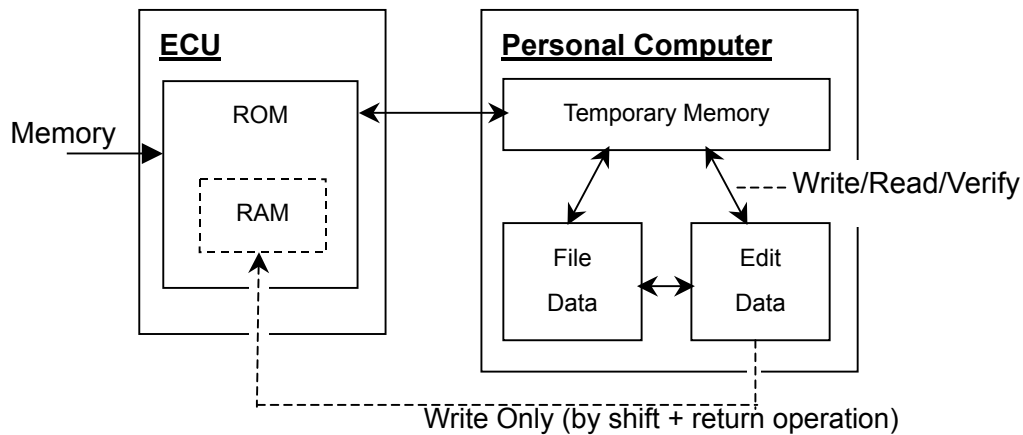 ECU
Personal Computer
ROM
Temporary Memory
Memory
Write/Read/Verify
RAM
File
Data
Edit
Data
Write Only (by shift + return operation)